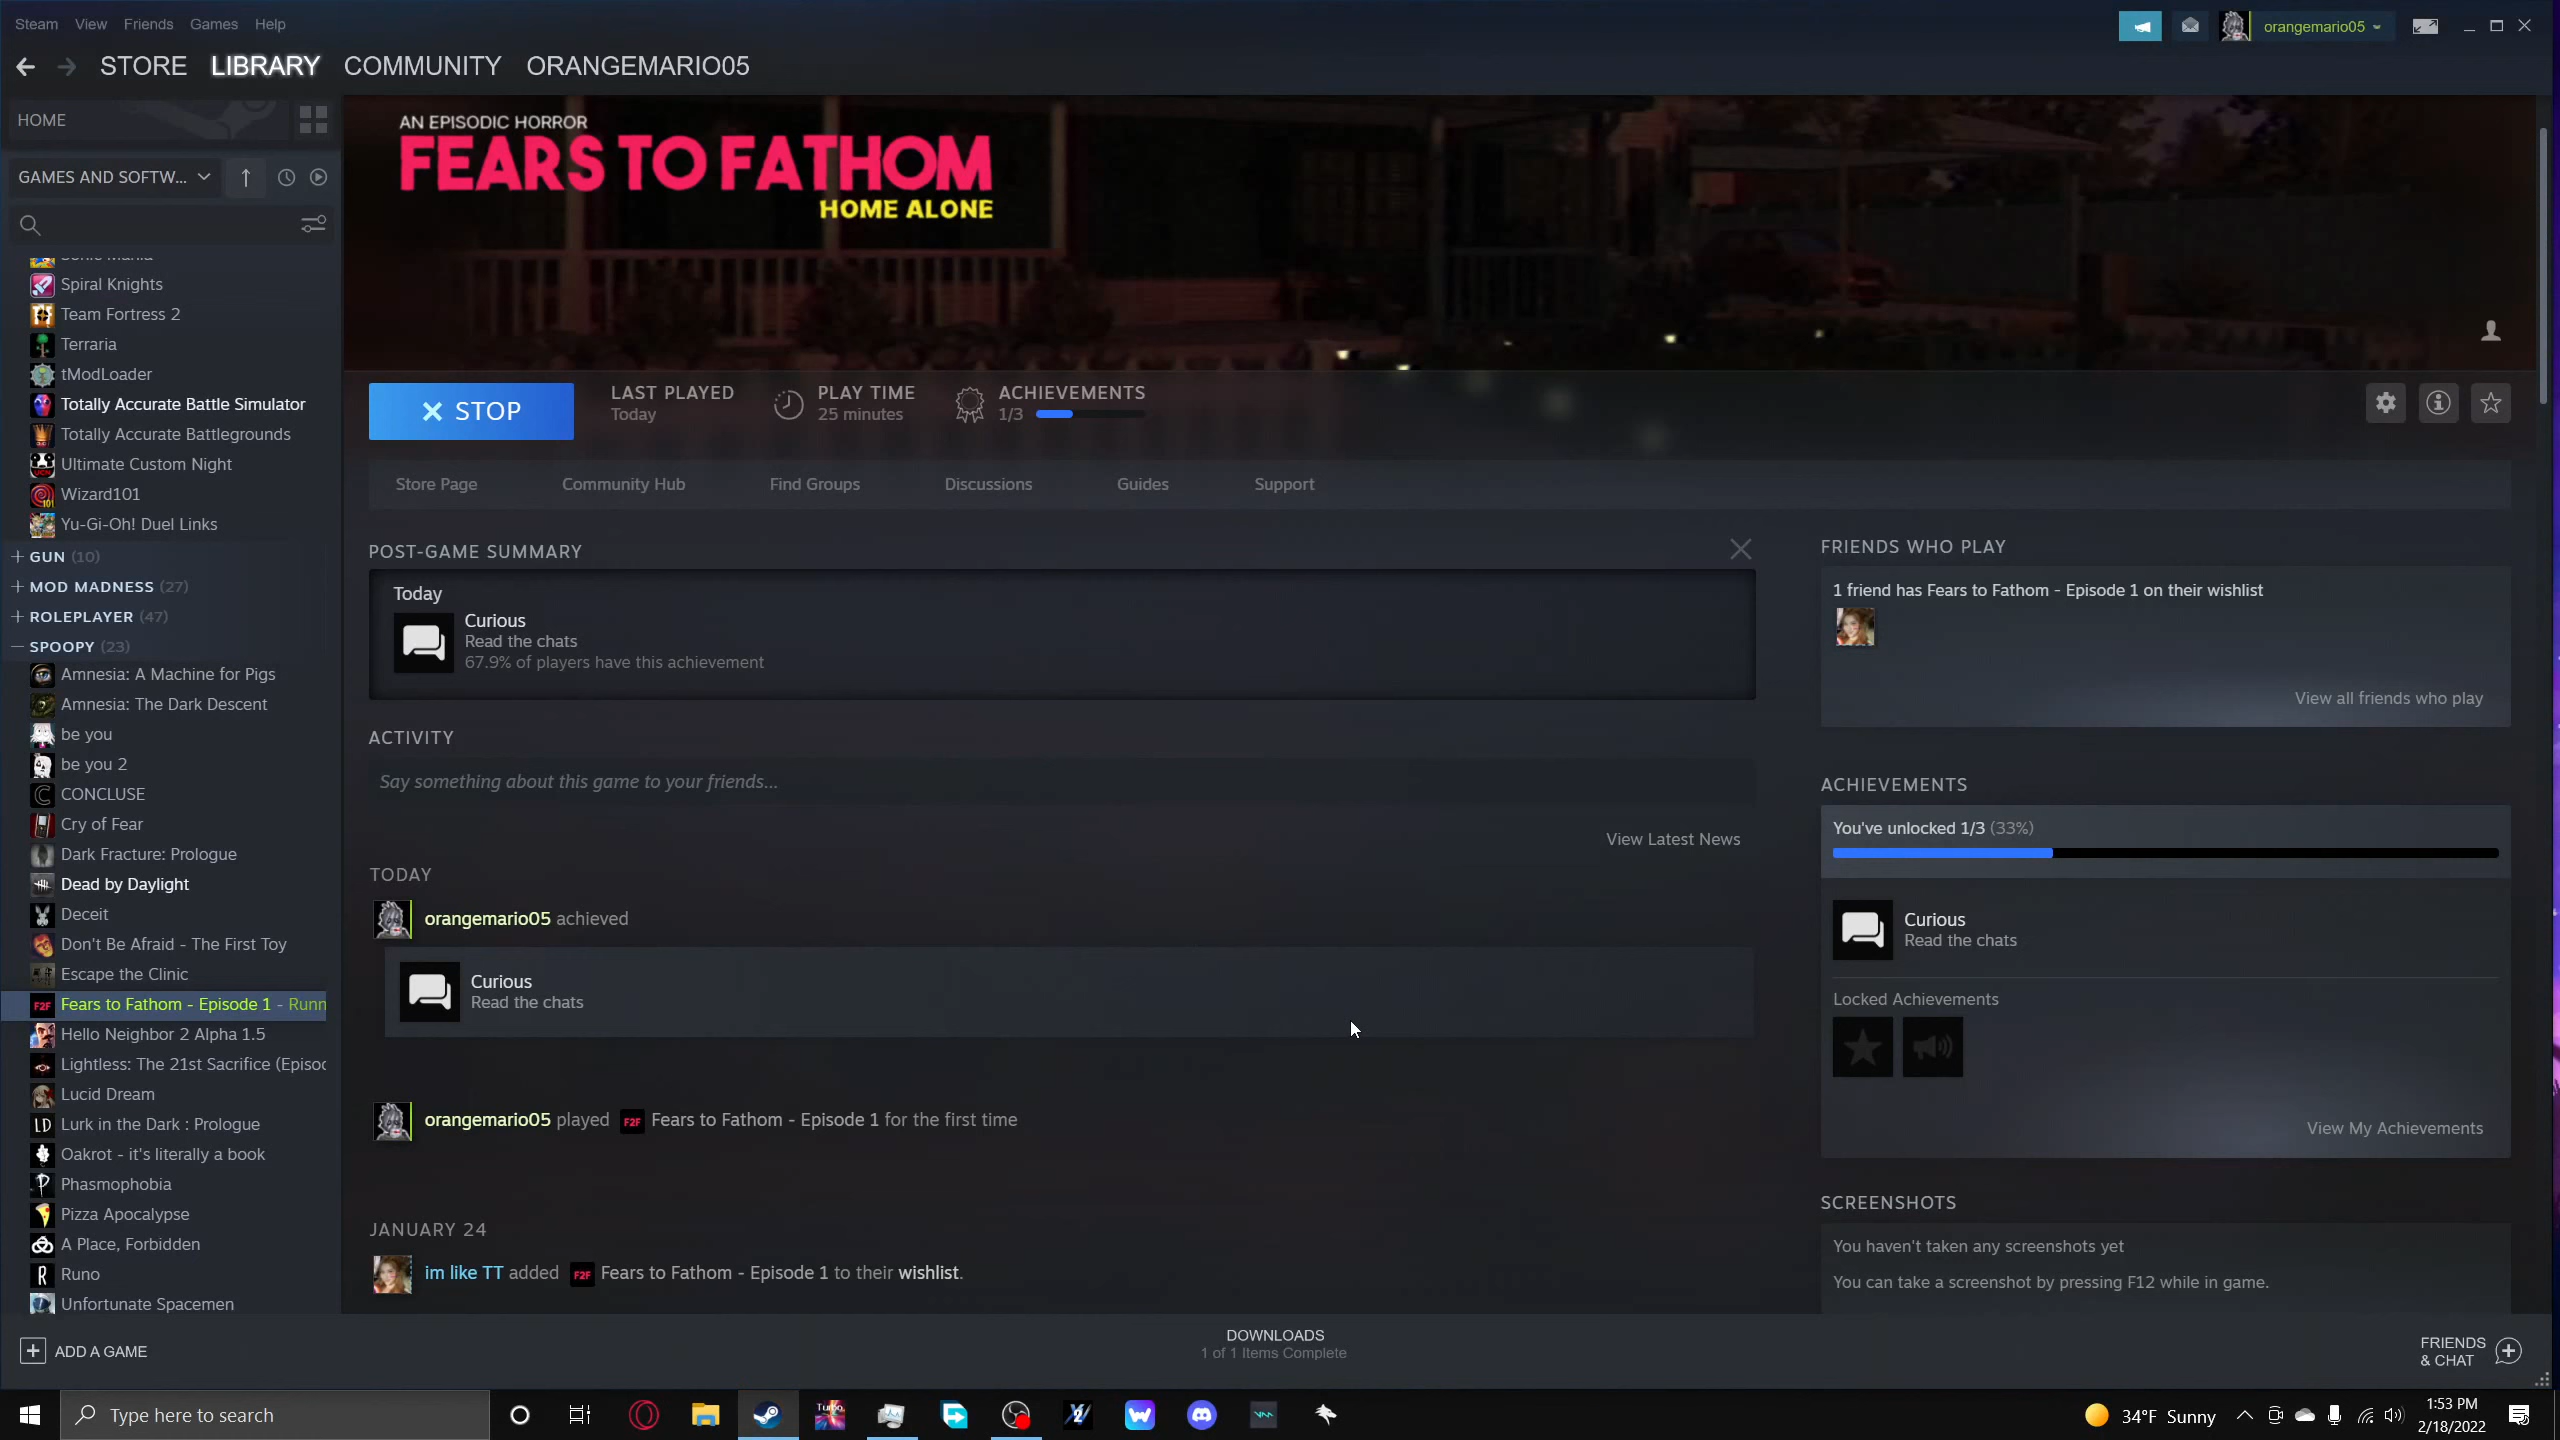 Steam View Friends Games Help
orangemario05
STORE LIBRARY COMMUNITY ORANGEMARIO05
HOME
GAMES AND SOFTW...
Sonic Mania
Spiral Knights
Team Fortress 2
Terraria
tModLoader
Totally Accurate Battle Simulator
Totally Accurate Battlegrounds
Ultimate Custom Night
Wizard101
Yu-Gi-Oh! Duel Links
GUN (10)
MOD MADNESS (27)
ROLEPLAYER (47)
SPOOPY (23)
Amnesia: A Machine for Pigs
Amnesia: The Dark Descent
be you
be you 2
CONCLUSE
Cry of Fear
Dark Fracture: Prologue
Dead by Daylight
Deceit
Don't Be Afraid - The First Toy
Escape the Clinic
F2F Fears to Fathom - Episode 1 - Runn
Hello Neighbor 2 Alpha 1.5
Lightless: The 21st Sacrifice (Episod
Lucid Dream
LD Lurk in the Dark : Prologue
Oakrot - it's literally a book
Phasmophobia
Pizza Apocalypse
A Place, Forbidden
R Runo
Unfortunate Spacemen
AN EPISODIC HORROR
FEARS TO FATHOM
HOME ALONE
STOP
LAST PLAYED
Today
PLAY TIME
25 minutes
ACHIEVEMENTS
1/3
Store Page Community Hub Find Groups Discussions Guides Support
POST-GAME SUMMARY
Today
Curious
Read the chats
67.9% of players have this achievement
ACTIVITY
Say something about this game to your friends...
View Latest News
TODAY
orangemario05 achieved
Curious
Read the chats
orangemario05 played F2F Fears to Fathom - Episode 1 for the first time
JANUARY 24
im like TT added F2F Fears to Fathom - Episode 1 to their wishlist.
FRIENDS WHO PLAY
1 friend has Fears to Fathom - Episode 1 on their wishlist
View all friends who play
ACHIEVEMENTS
You've unlocked 1/3 (33%)
Curious
Read the chats
Locked Achievements
View My Achievements
SCREENSHOTS
You haven't taken any screenshots yet
You can take a screenshot by pressing F12 while in game.
ADD A GAME
DOWNLOADS
1 of 1 Items Complete
FRIENDS
& CHAT
Type here to search
34°F Sunny
1:53 PM
2/18/2022